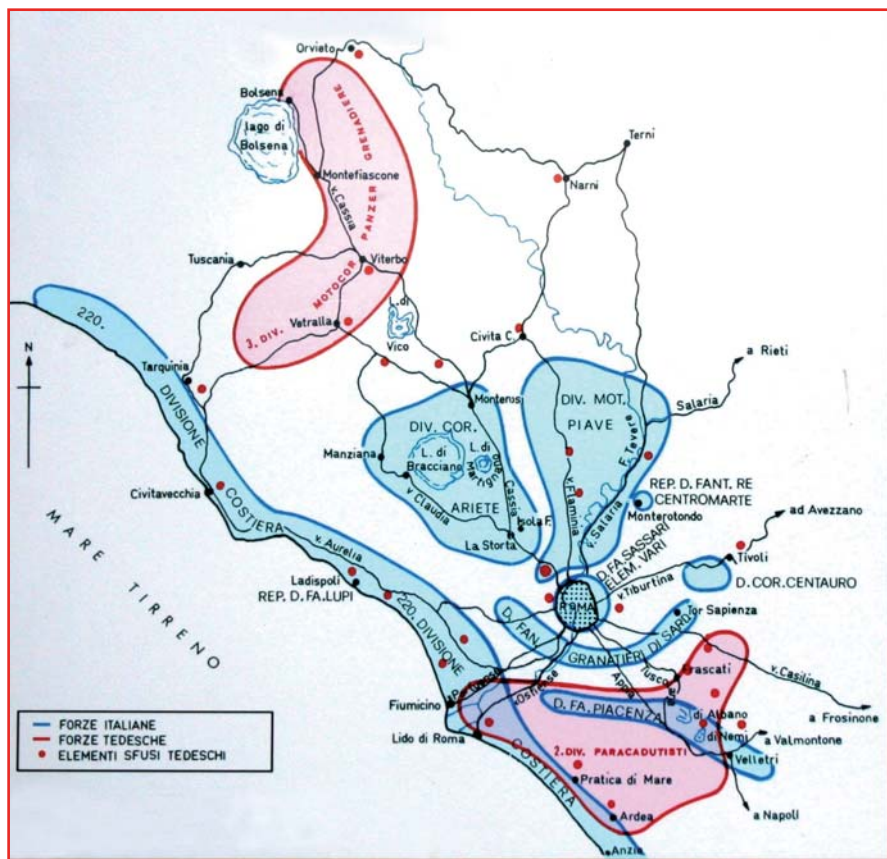 Orvieto
Bolsena
lago di
Bolsena
Terni
Narni
Montefiascone
v. Cassia
3. DIV. MOTOCOR PANZER GRENADIERE
Tuscania
Viterbo
220.
L. di
Vico
Vetralla
Civita C.
N
a Rieti
Tarquinia
Monterosi
DIV. MOT.
PIAVE
Salaria
F. Tevere
DIVISIONE
DIV. COR.
Manziana
L. di
Bracciano
L. di
Martignano
Cassia
v. Flaminia
REP. D. FANT. RE
CENTROMARTE
v. Claudia
ARIETE
Isola F.
v. Salaria
Monterotondo
ad Avezzano
Civitavecchia
COSTIERA
La Storta
D. FA. SASSARI
ELEM. VARI
Tivoli
MARE TIRRENO
v. Aurelia
v. Tiburtina
D. COR. CENTAURO
Ladispoli
REP. D. FA. LUPI
ROMA
Tor Sapienza
220. DIVISIONE
D. FAN.
GRANATIERI DI SARD.
v. Casilina
Frascati
Ostiense
Appia
Fiumicino
D. FA. PIACENZA
di Albano
a Frosinone
FORZE ITALIANE
FORZE TEDESCHE
ELEMENTI SFUSI TEDESCHI
Lido di Roma
di Nemi
a Valmontone
COSTIERA
2. DIV. PARACADUTISTI
Velletri
Pratica di Mare
Ardea
a Napoli
Anzio